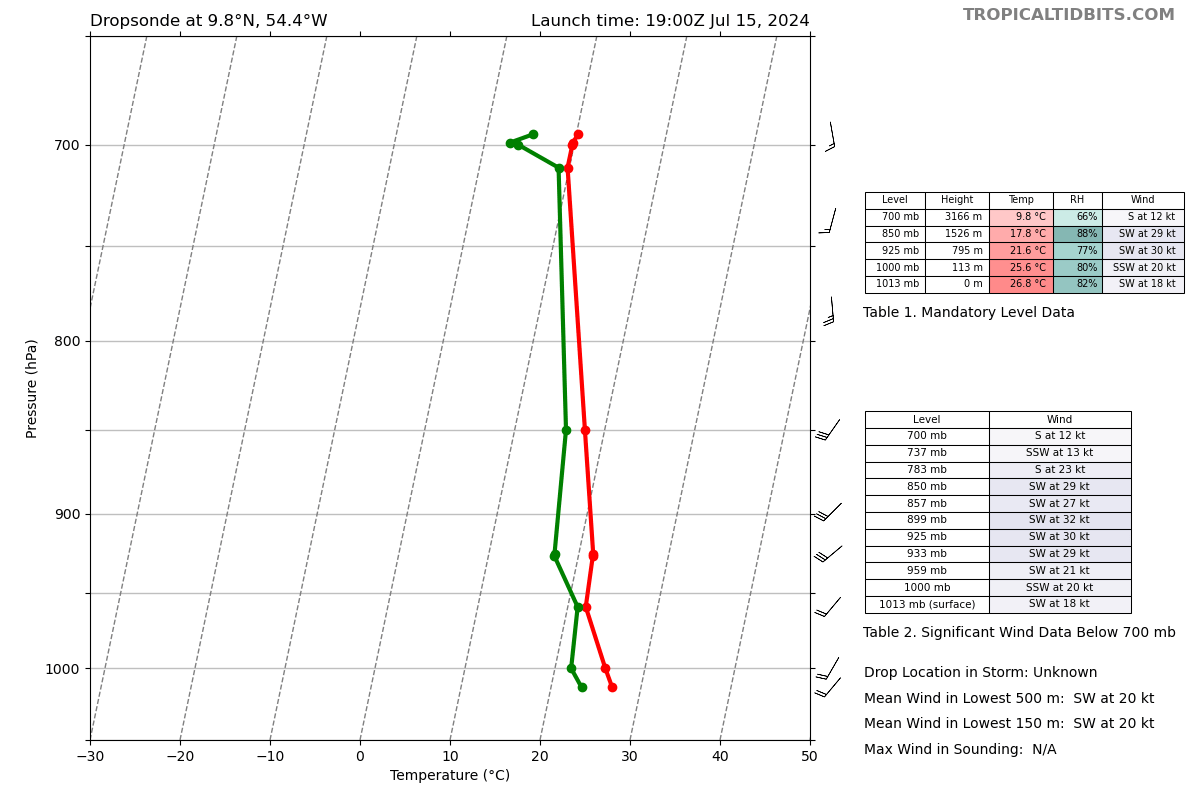 Dropsonde at 9.8°N, 54.4°W
Launch time: 19:00Z Jul 15, 2024
TROPICALTIDBITS.COM
700
800
900
1000
Pressure (hPa)
−30 −20 −10 0 10 20 30 40 50
Temperature (°C)
Level Height Temp RH Wind
700 mb 3166 m 9.8 °C 66% S at 12 kt
850 mb 1526 m 17.8 °C 88% SW at 29 kt
925 mb 795 m 21.6 °C 77% SW at 30 kt
1000 mb 113 m 25.6 °C 80% SSW at 20 kt
1013 mb 0 m 26.8 °C 82% SW at 18 kt
Table 1. Mandatory Level Data
Level Wind
700 mb S at 12 kt
737 mb SSW at 13 kt
783 mb S at 23 kt
850 mb SW at 29 kt
857 mb SW at 27 kt
899 mb SW at 32 kt
925 mb SW at 30 kt
933 mb SW at 29 kt
959 mb SW at 21 kt
1000 mb SSW at 20 kt
1013 mb (surface) SW at 18 kt
Table 2. Significant Wind Data Below 700 mb
Drop Location in Storm: Unknown
Mean Wind in Lowest 500 m: SW at 20 kt
Mean Wind in Lowest 150 m: SW at 20 kt
Max Wind in Sounding: N/A